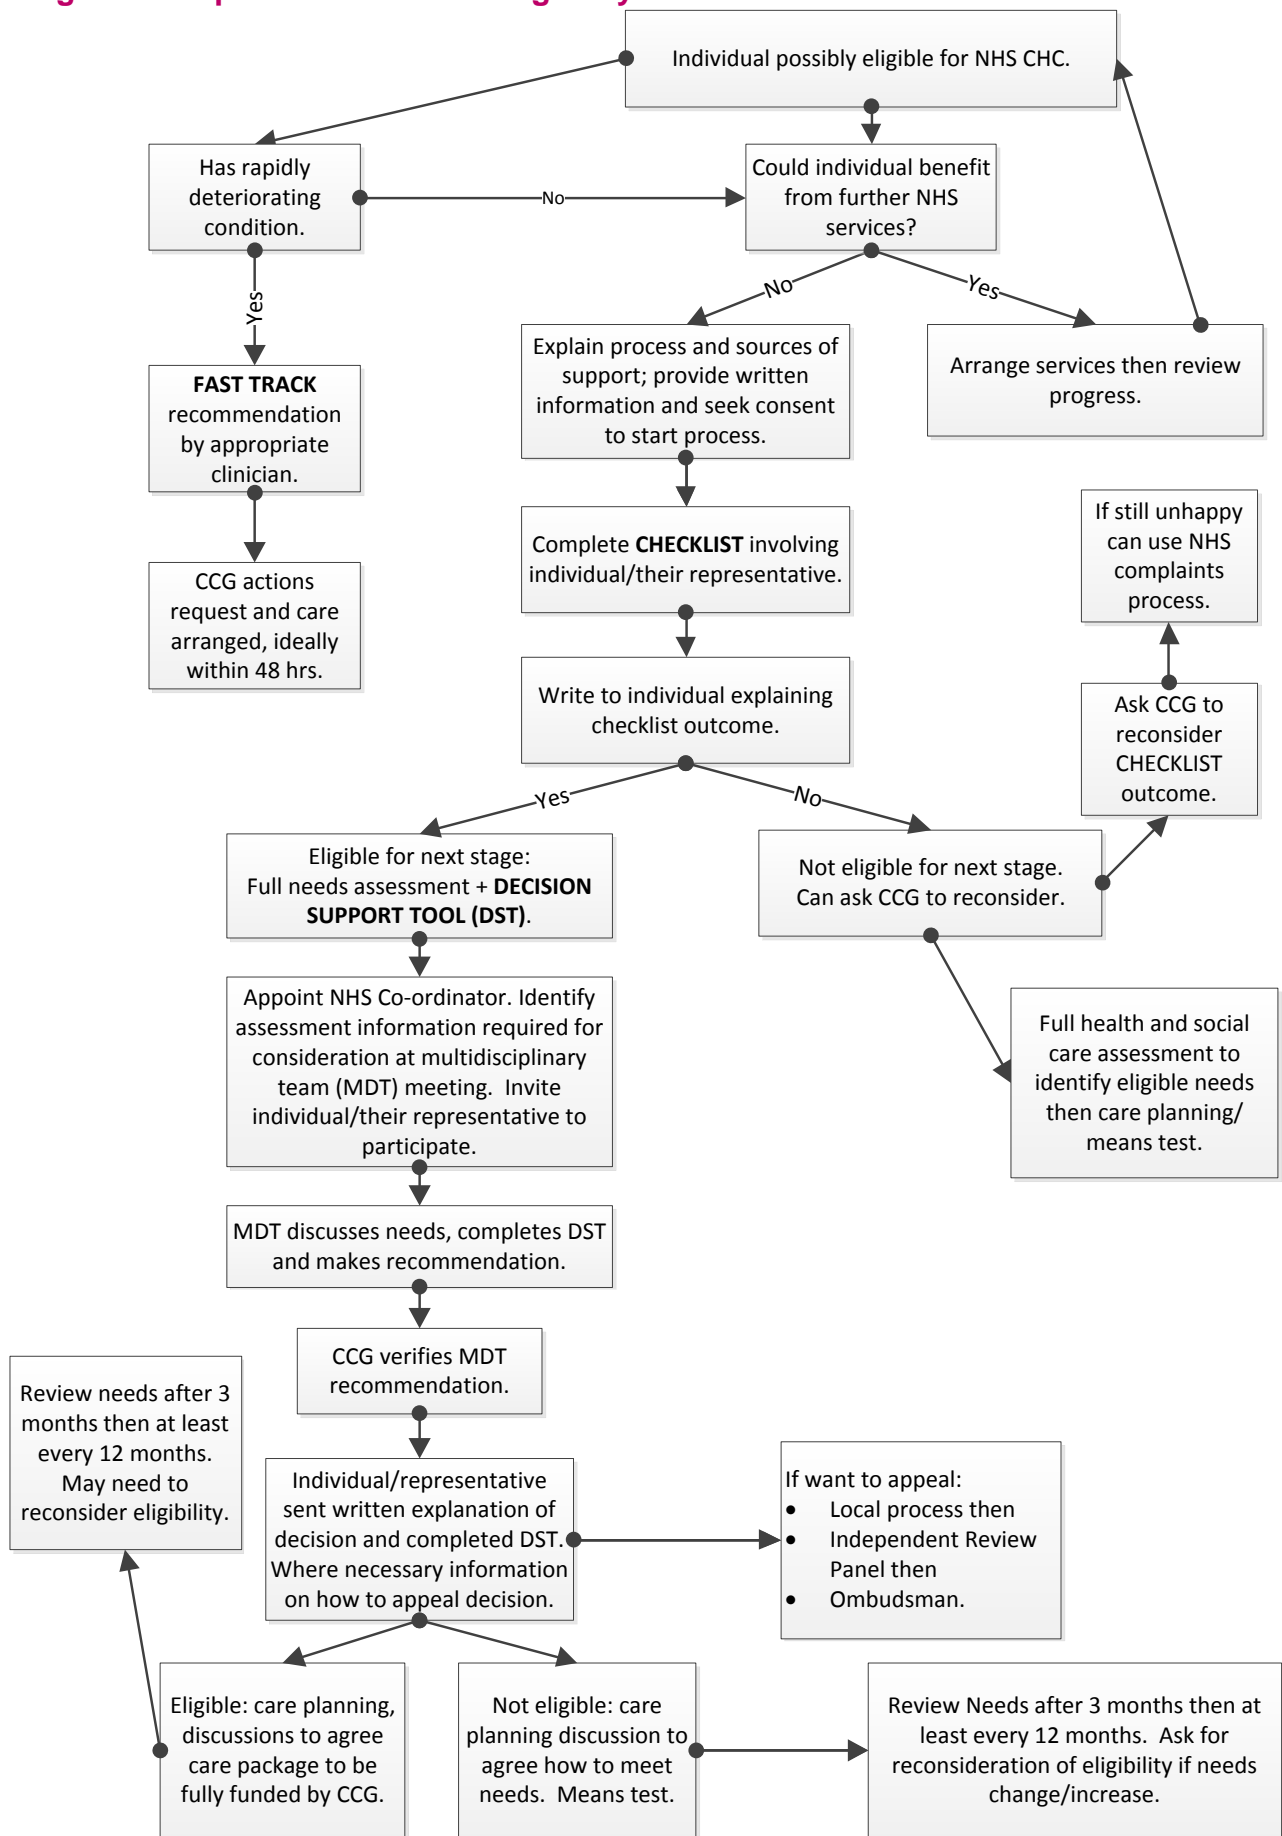 Individual possibly eligible for NHS CHC.
Has rapidly
deteriorating
condition.
No
Could individual benefit
from further NHS
services?
Yes
No
Yes
FAST TRACK
recommendation
by appropriate
clinician.
Explain process and sources of
support; provide written
information and seek consent
to start process.
Arrange services then review
progress.
CCG actions
request and care
arranged, ideally
within 48 hrs.
Complete CHECKLIST involving
individual/their representative.
If still unhappy
can use NHS
complaints
process.
Write to individual explaining
checklist outcome.
Ask CCG to
reconsider
CHECKLIST
outcome.
Yes
No
Eligible for next stage:
Full needs assessment + DECISION
SUPPORT TOOL (DST).
Not eligible for next stage.
Can ask CCG to reconsider.
Appoint NHS Co-ordinator. Identify
assessment information required for
consideration at multidisciplinary
team (MDT) meeting. Invite
individual/their representative to
participate.
Full health and social
care assessment to
identify eligible needs
then care planning/
means test.
MDT discusses needs, completes DST
and makes recommendation.
CCG verifies MDT
recommendation.
Review needs after 3
months then at least
every 12 months.
May need to
reconsider eligibility.
Individual/representative
sent written explanation of
decision and completed DST.
Where necessary information
on how to appeal decision.
If want to appeal:
• Local process then
• Independent Review
Panel then
• Ombudsman.
Eligible: care planning,
discussions to agree
care package to be
fully funded by CCG.
Not eligible: care
planning discussion to
agree how to meet
needs. Means test.
Review Needs after 3 months then at
least every 12 months. Ask for
reconsideration of eligibility if needs
change/increase.